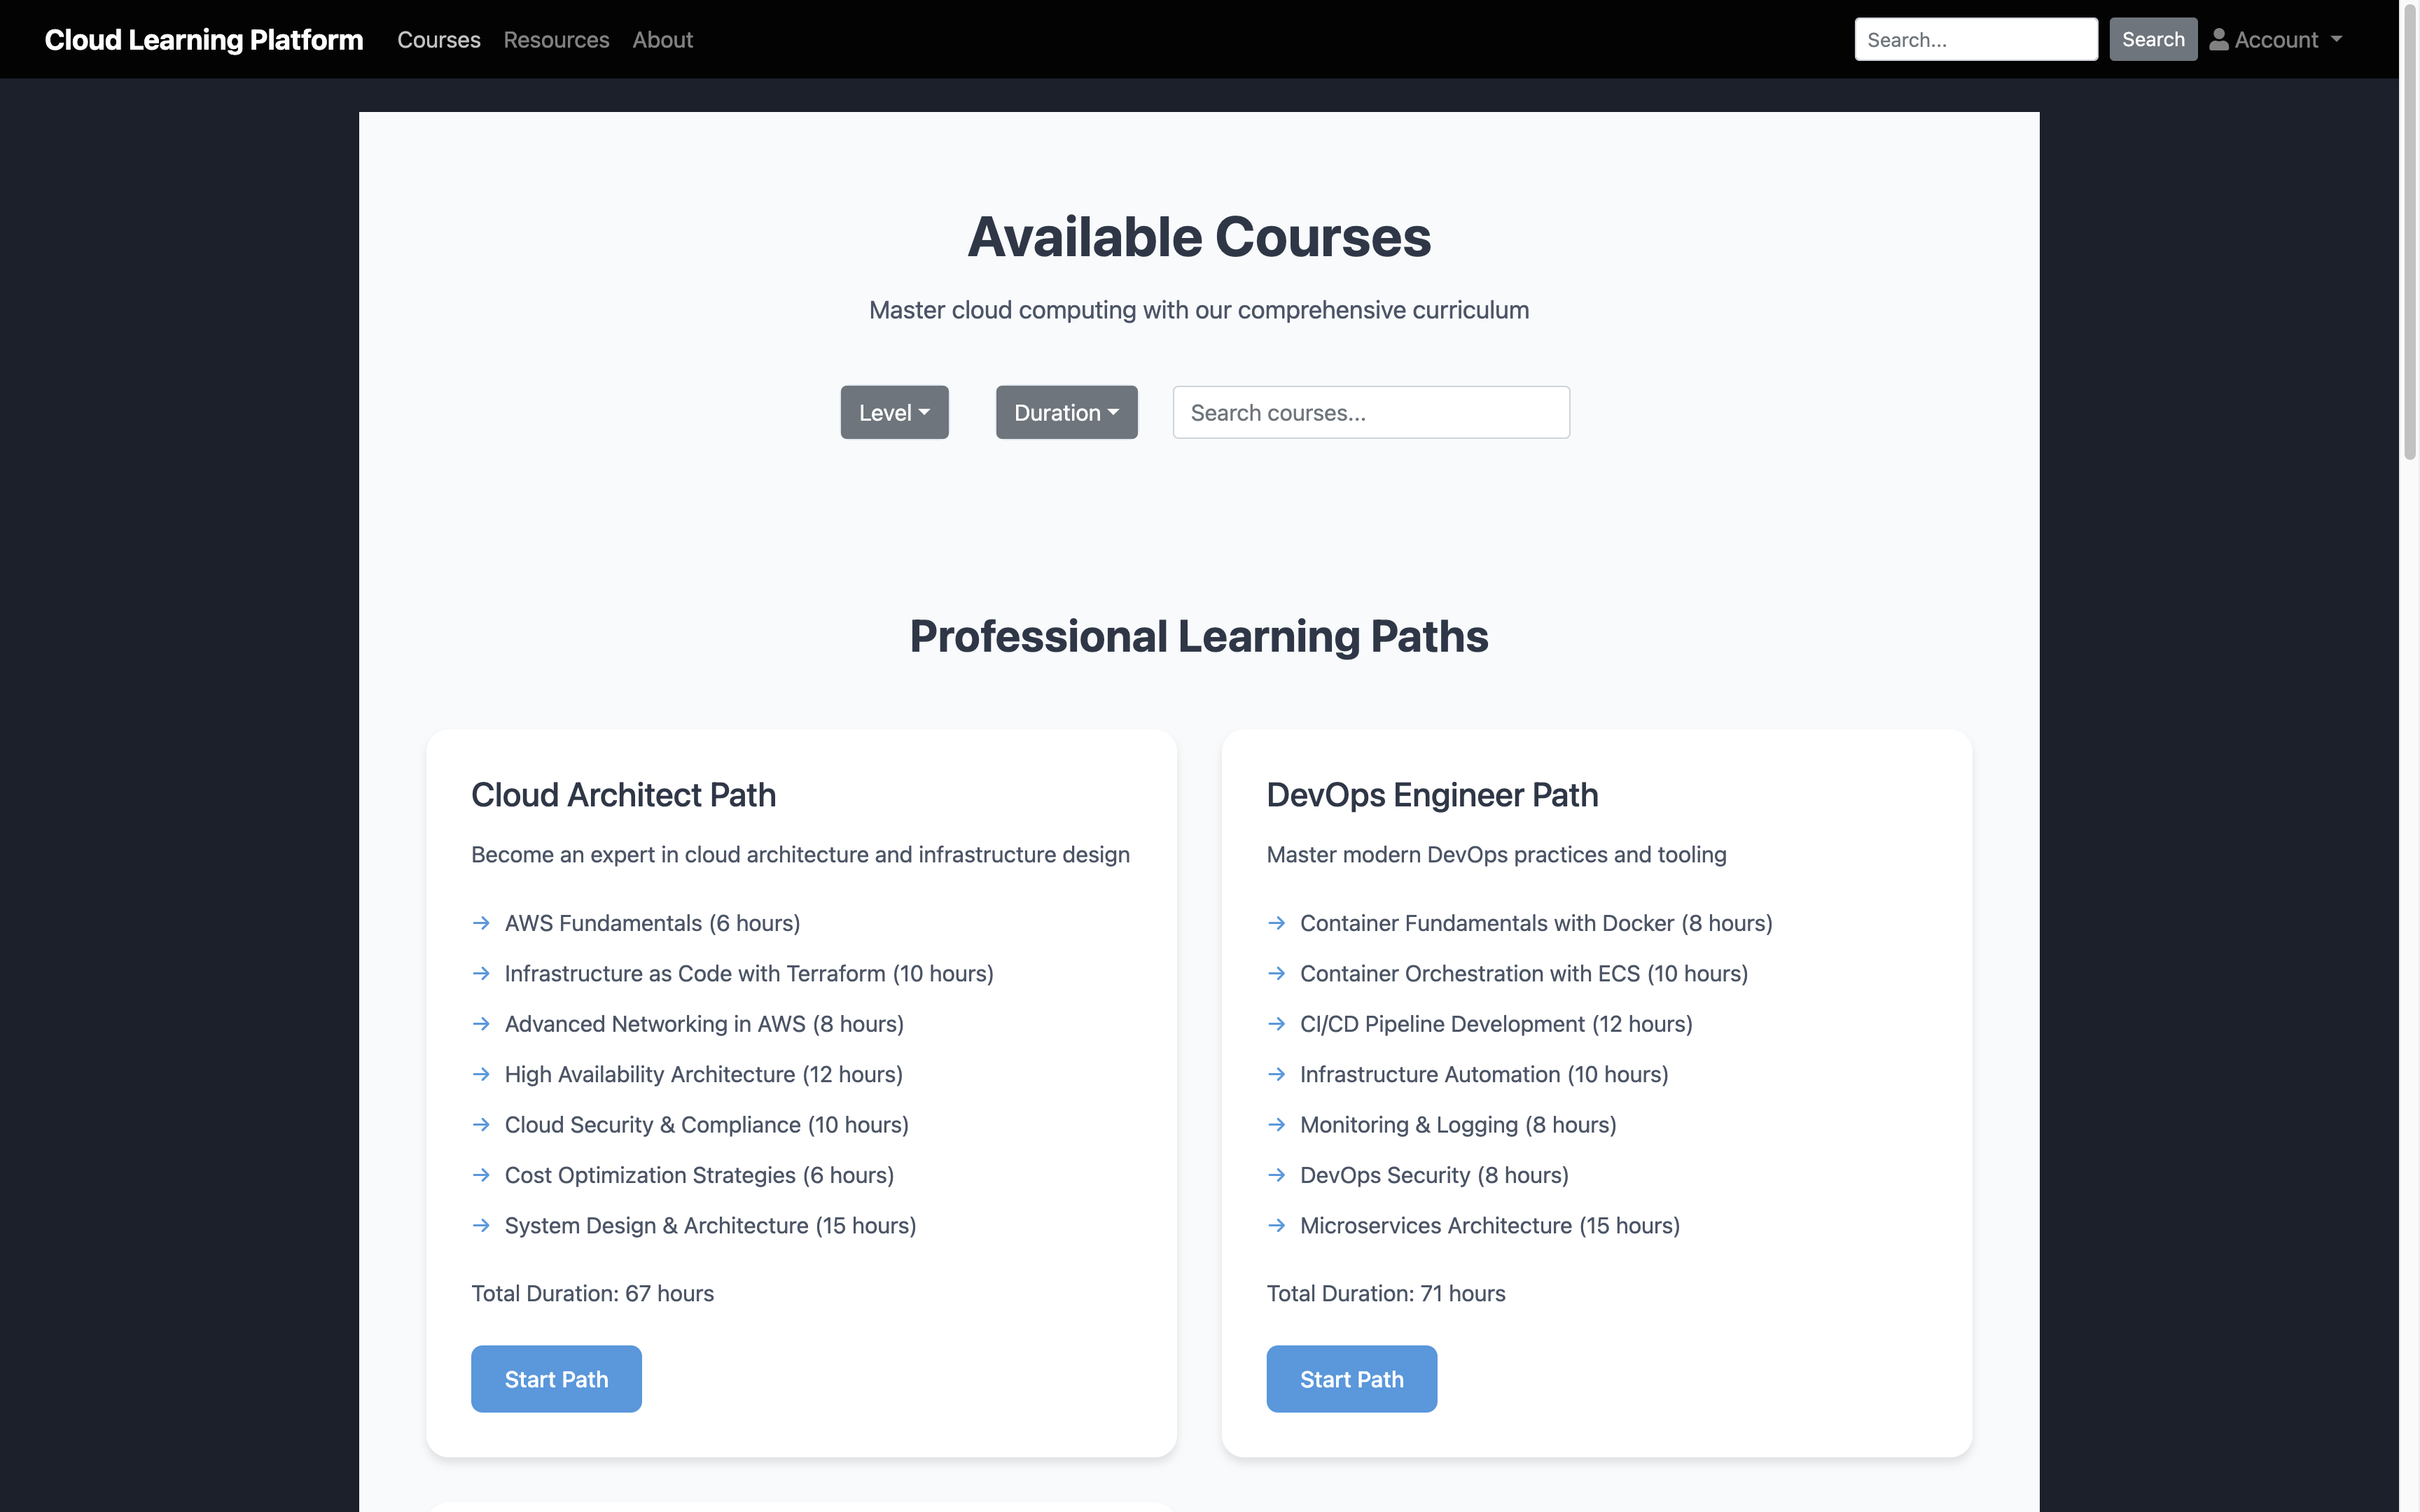 Cloud Learning Platform
Courses
Resources
About
Search...
Search
Account
Available Courses
Master cloud computing with our comprehensive curriculum
Level
Duration
Search courses...
Professional Learning Paths
Cloud Architect Path
Become an expert in cloud architecture and infrastructure design
→ AWS Fundamentals (6 hours)
→ Infrastructure as Code with Terraform (10 hours)
→ Advanced Networking in AWS (8 hours)
→ High Availability Architecture (12 hours)
→ Cloud Security & Compliance (10 hours)
→ Cost Optimization Strategies (6 hours)
→ System Design & Architecture (15 hours)
Total Duration: 67 hours
Start Path
DevOps Engineer Path
Master modern DevOps practices and tooling
→ Container Fundamentals with Docker (8 hours)
→ Container Orchestration with ECS (10 hours)
→ CI/CD Pipeline Development (12 hours)
→ Infrastructure Automation (10 hours)
→ Monitoring & Logging (8 hours)
→ DevOps Security (8 hours)
→ Microservices Architecture (15 hours)
Total Duration: 71 hours
Start Path